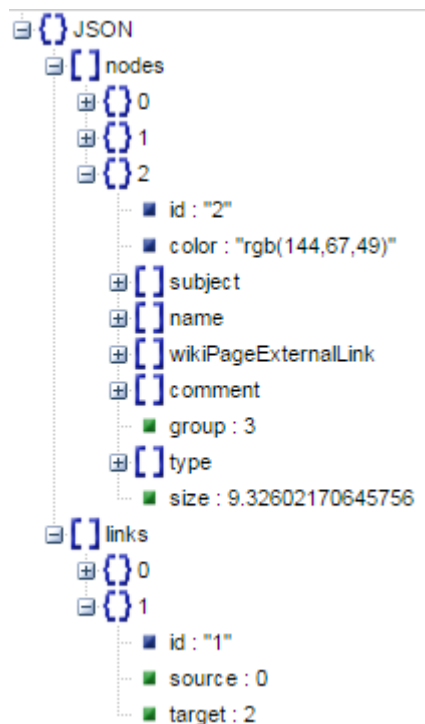 JSON
nodes
0
1
2
id : "2"
color : "rgb(144,67,49)"
subject
name
wikiPageExternalLink
comment
group : 3
type
size : 9.32602170645756
links
0
1
id : "1"
source : 0
target : 2